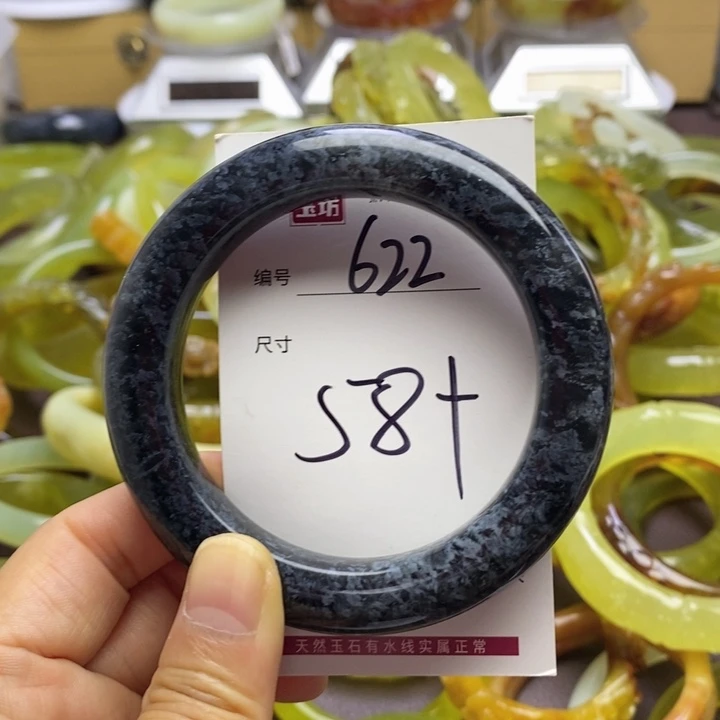 玉坊
编号 622
尺寸
58+
天然玉石有水线实属正常